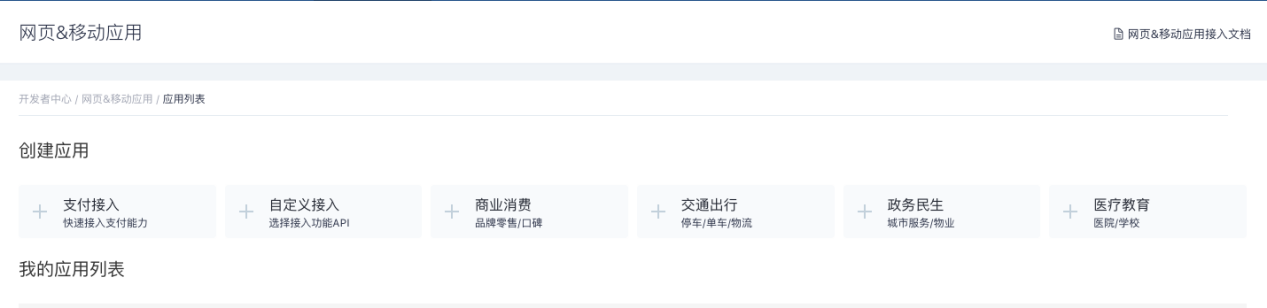 网页&移动应用
网页&移动应用接入文档
开发者中心 / 网页&移动应用 / 应用列表
创建应用
支付接入
快速接入支付能力
自定义接入
选择接入功能API
商业消费
品牌零售/口碑
交通出行
停车/单车/物流
政务民生
城市服务/物业
医疗教育
医院/学校
我的应用列表